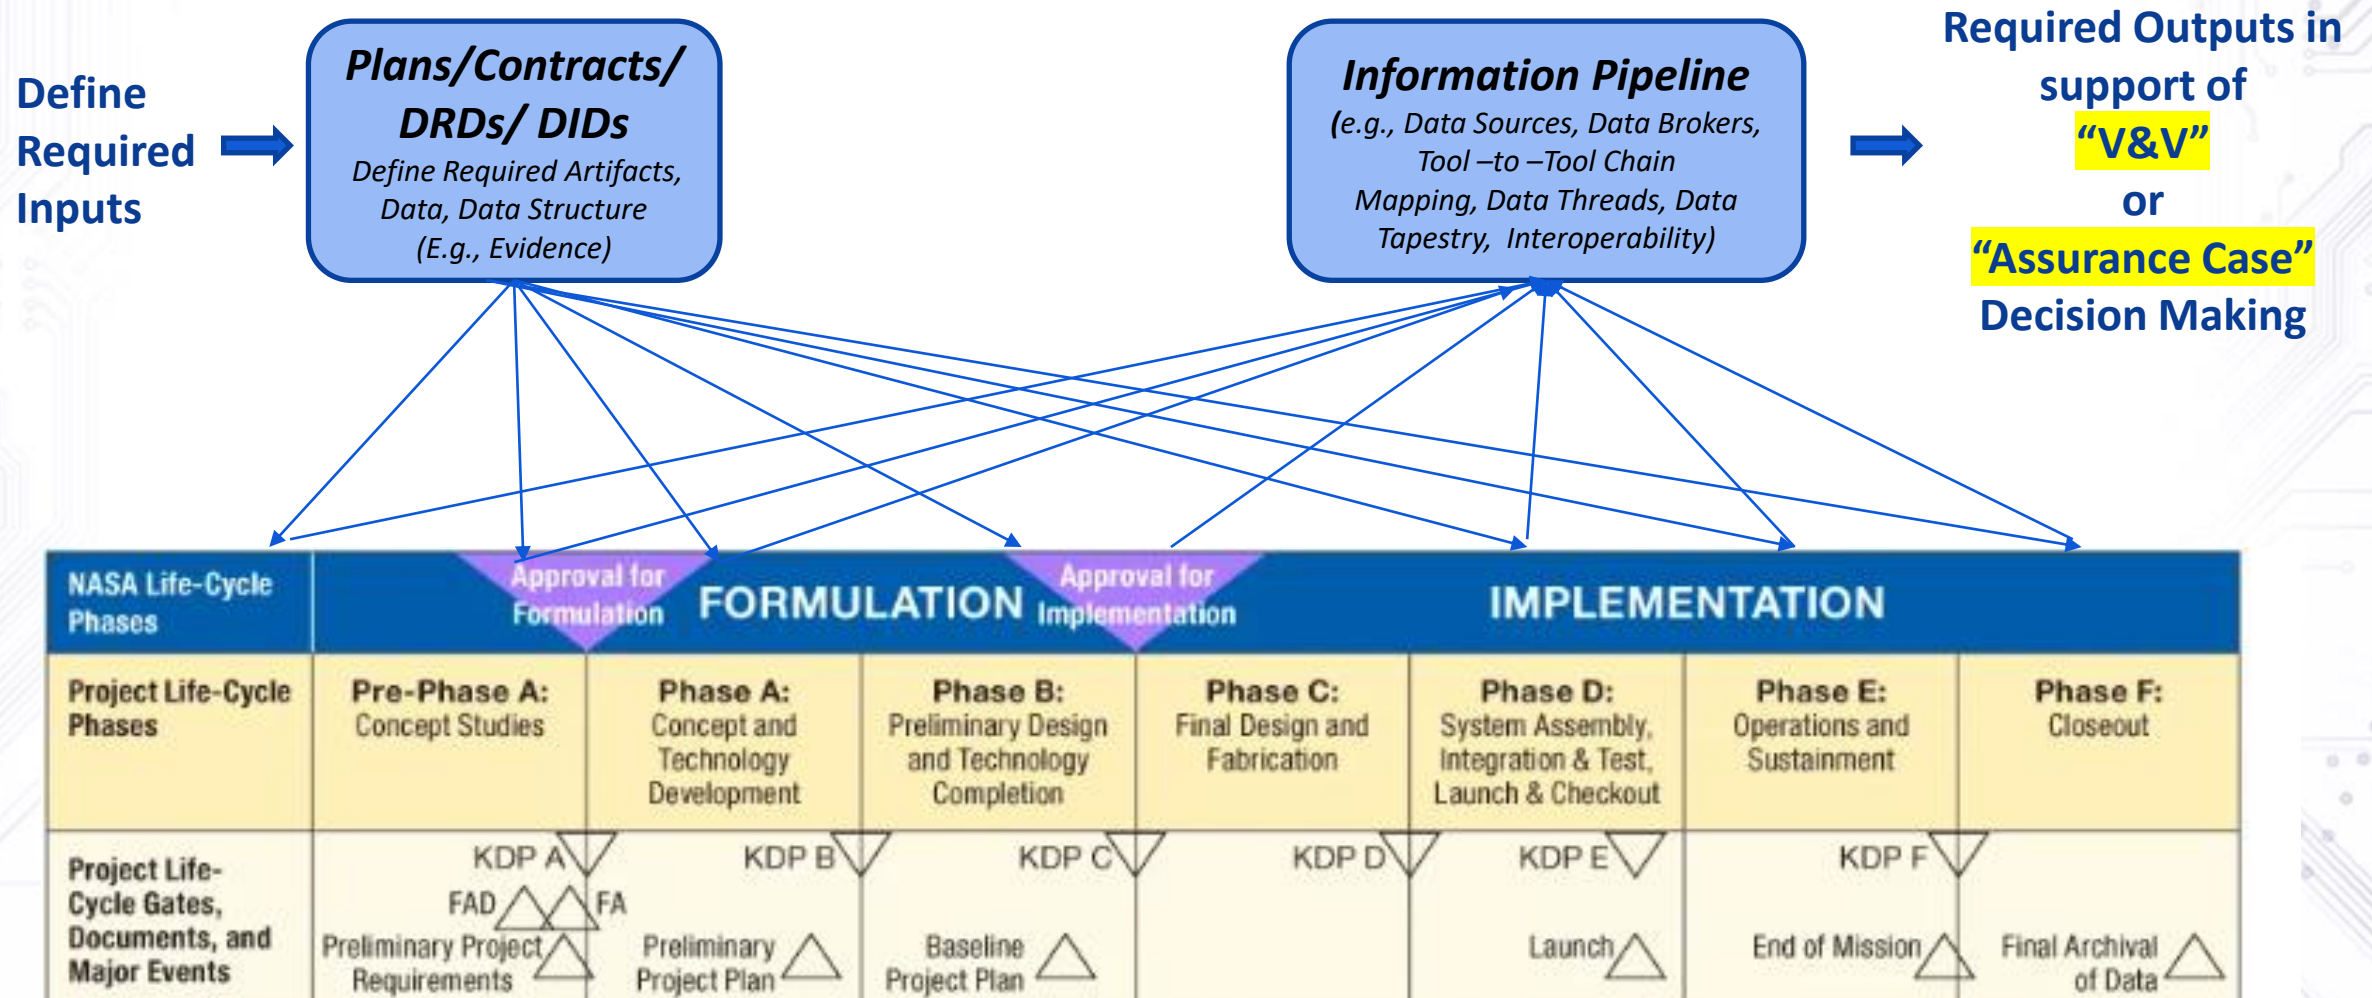 Define
Required
Inputs
Plans/Contracts/
DRDs/ DIDs
Define Required Artifacts,
Data, Data Structure
(E.g., Evidence)
Information Pipeline
(e.g., Data Sources, Data Brokers,
Tool –to –Tool Chain
Mapping, Data Threads, Data
Tapestry, Interoperability)
Required Outputs in
support of
“V&V”
or
“Assurance Case”
Decision Making
NASA Life-Cycle
Phases
Approval for
Formulation
FORMULATION
Approval for
Implementation
IMPLEMENTATION
Project Life-Cycle
Phases
Pre-Phase A:
Concept Studies
Phase A:
Concept and
Technology
Development
Phase B:
Preliminary Design
and Technology
Completion
Phase C:
Final Design and
Fabrication
Phase D:
System Assembly,
Integration & Test,
Launch & Checkout
Phase E:
Operations and
Sustainment
Phase F:
Closeout
Project Life-
Cycle Gates,
Documents, and
Major Events
KDP A
FAD
FA
Preliminary Project
Requirements
KDP B
Preliminary
Project Plan
KDP C
Baseline
Project Plan
KDP D
KDP E
Launch
KDP F
End of Mission
Final Archival
of Data